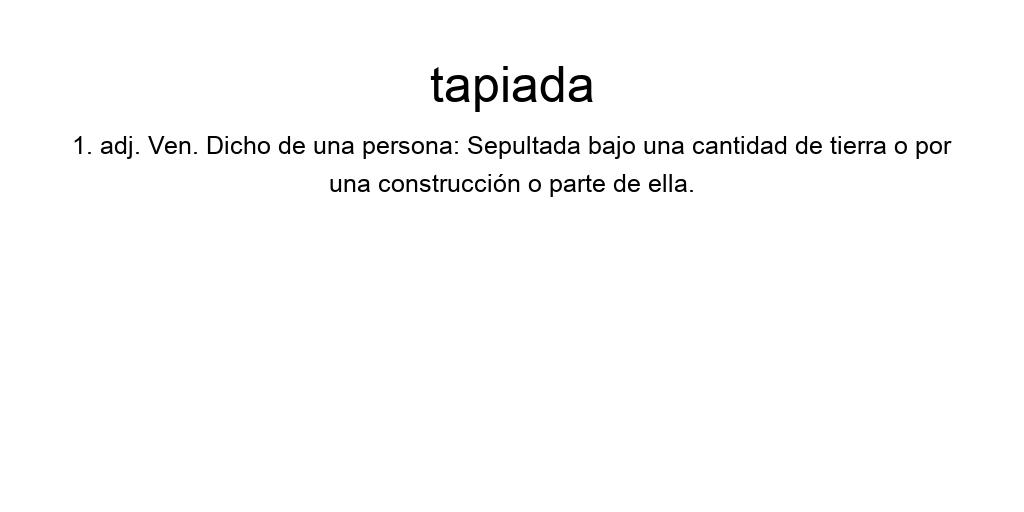 tapiada
1. adj. Ven. Dicho de una persona: Sepultada bajo una cantidad de tierra o por
una construcción o parte de ella.